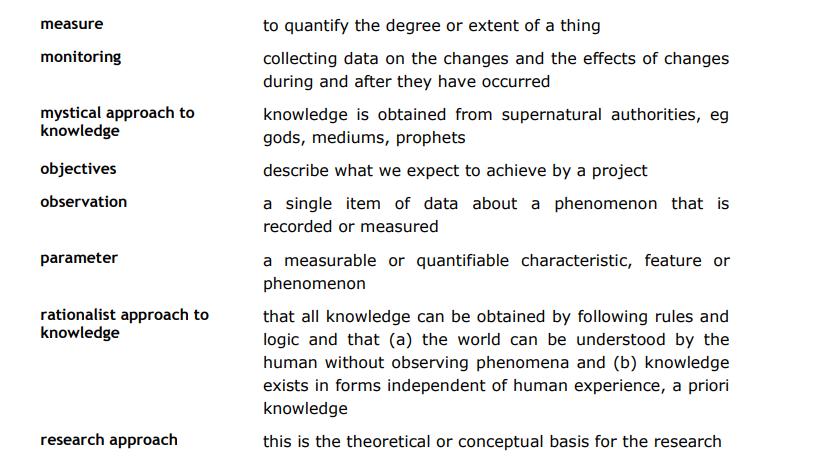 measure
to quantify the degree or extent of a thing
monitoring
collecting data on the changes and the effects of changes
during and after they have occurred
mystical approach to
knowledge
knowledge is obtained from supernatural authorities, eg
gods, mediums, prophets
objectives
describe what we expect to achieve by a project
observation
a single item of data about a phenomenon that is
recorded or measured
parameter
a measurable or quantifiable characteristic, feature or
phenomenon
rationalist approach to
knowledge
that all knowledge can be obtained by following rules and
logic and that (a) the world can be understood by the
human without observing phenomena and (b) knowledge
exists in forms independent of human experience, a priori
knowledge
research approach
this is the theoretical or conceptual basis for the research